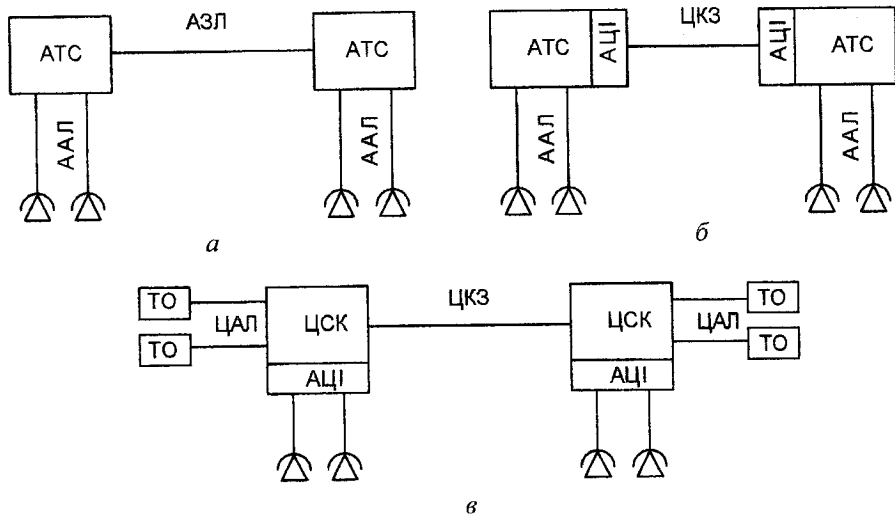 АЗЛ
АТС
АТС
ААЛ
ААЛ
а
ЦКЗ
АТС
АЦІ
АЦІ
АТС
ААЛ
ААЛ
б
ТО
ТО
ЦАЛ
ЦСК
АЦІ
ЦКЗ
ЦСК
АЦІ
ТО
ЦАЛ
ТО
в